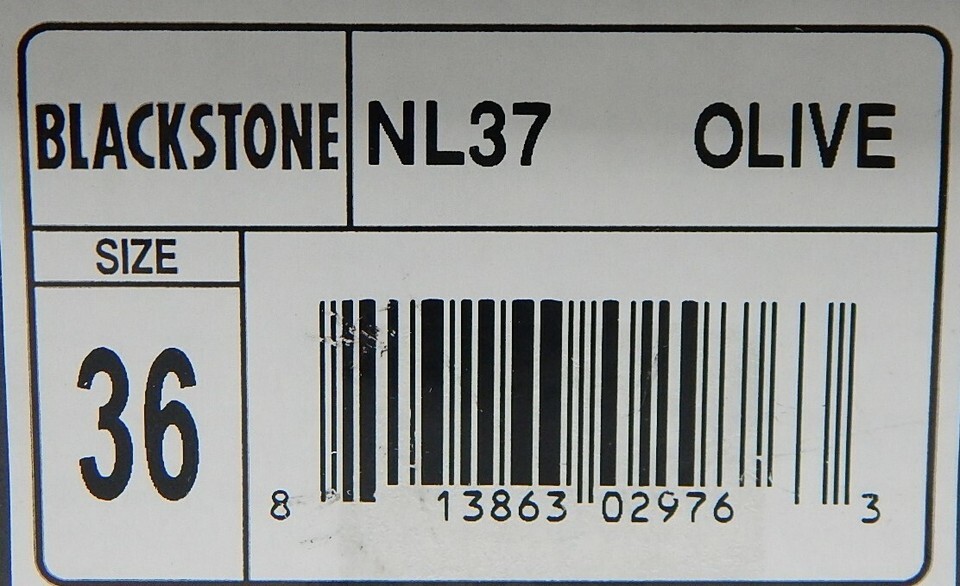 BLACKSTONE NL37 OLIVE
SIZE
36
8 13863 02976 3